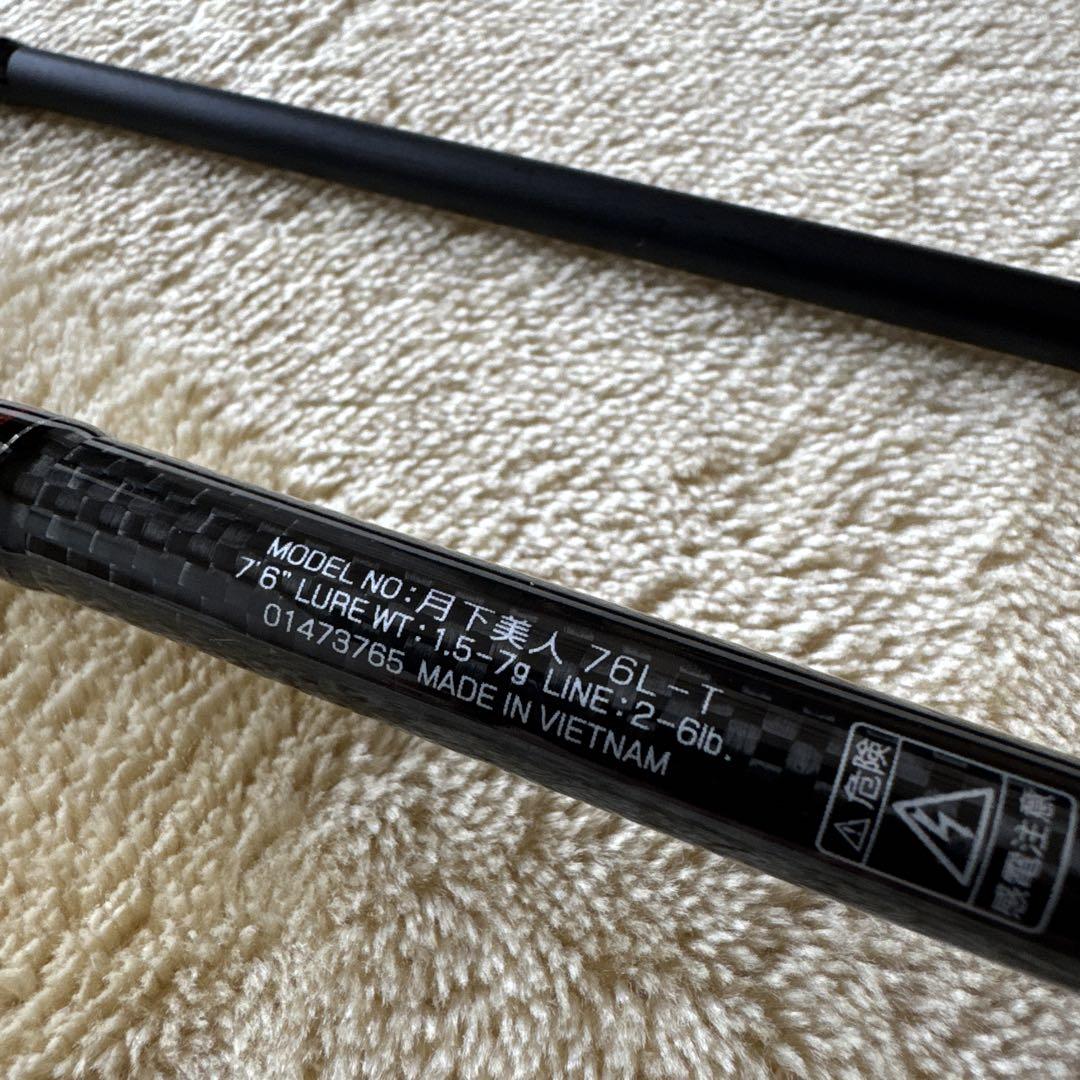 MODEL NO:月下美人 76L-T
7'6" LURE WT:1.5-7g LINE:2-6lb.
01473765 MADE IN VIETNAM
危険
感電注意